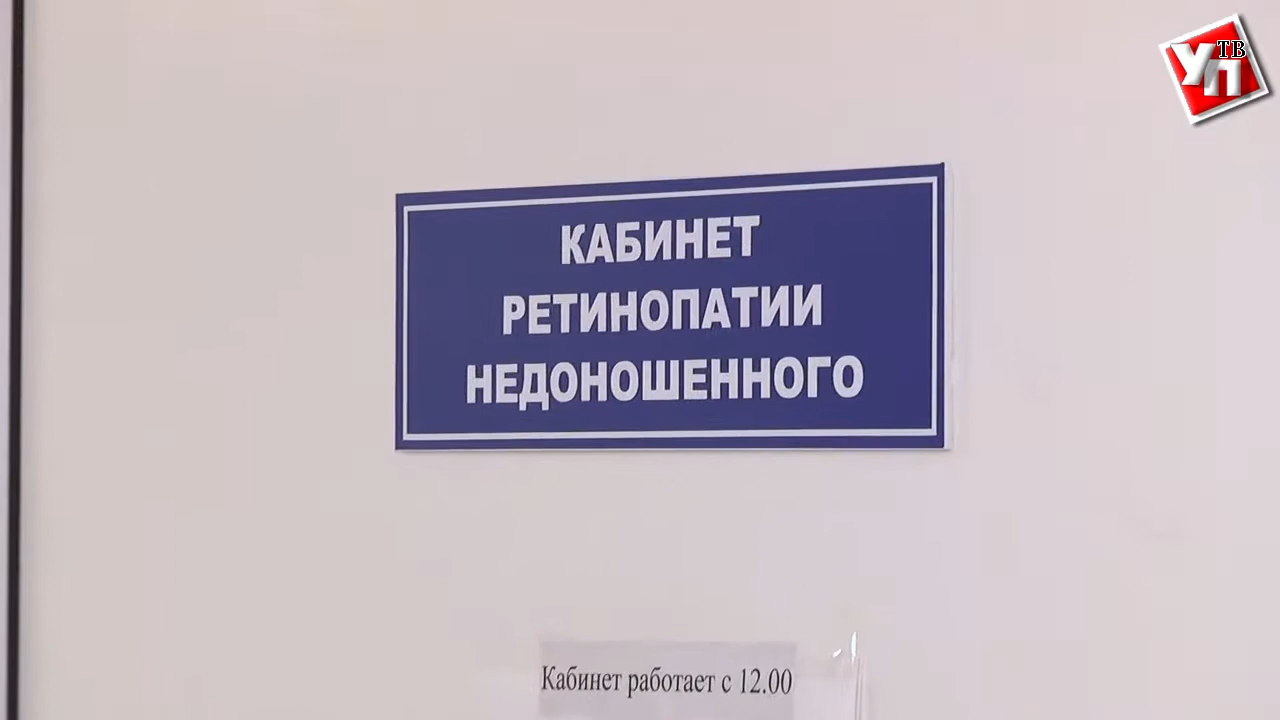 УП ТВ
КАБИНЕТ
РЕТИНОПАТИИ
НЕДОНОШЕННОГО
Кабинет работает с 12.00